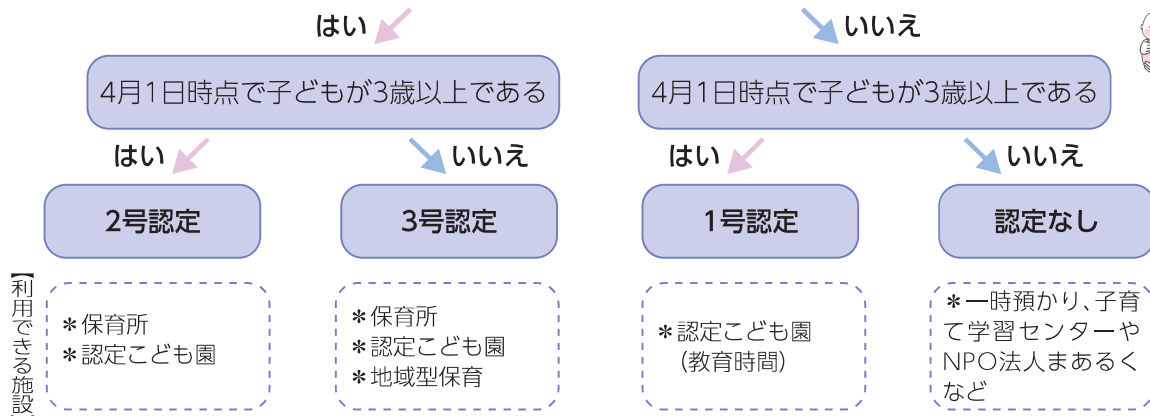 はい
いいえ
4月1日時点で子どもが3歳以上である
4月1日時点で子どもが3歳以上である
はい
いいえ
はい
いいえ
2号認定
3号認定
1号認定
認定なし
【利用できる施設】
＊保育所
＊認定こども園
＊保育所
＊認定こども園
＊地域型保育
＊認定こども園
(教育時間)
＊一時預かり、子育
て学習センターや
NPO法人まあるく
など